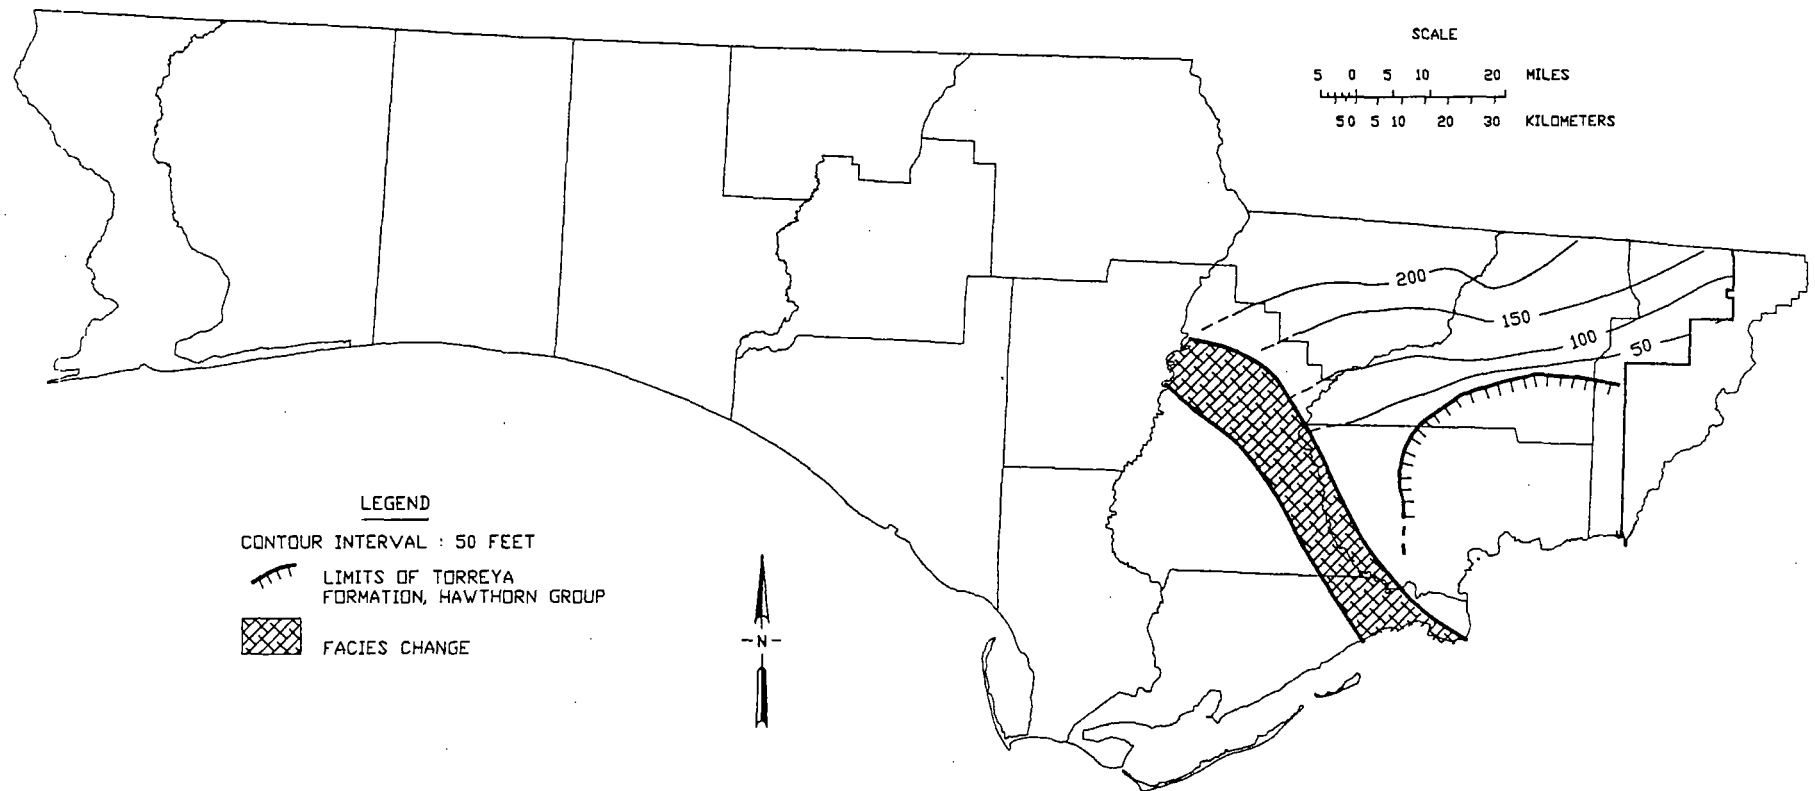 SCALE
5 0 5 10 20 MILES
5 0 5 10 20 30 KILOMETERS
200
150
100
50
LEGEND
CONTOUR INTERVAL : 50 FEET
LIMITS OF TORREYA
FORMATION, HAWTHORN GROUP
FACIES CHANGE
-N-